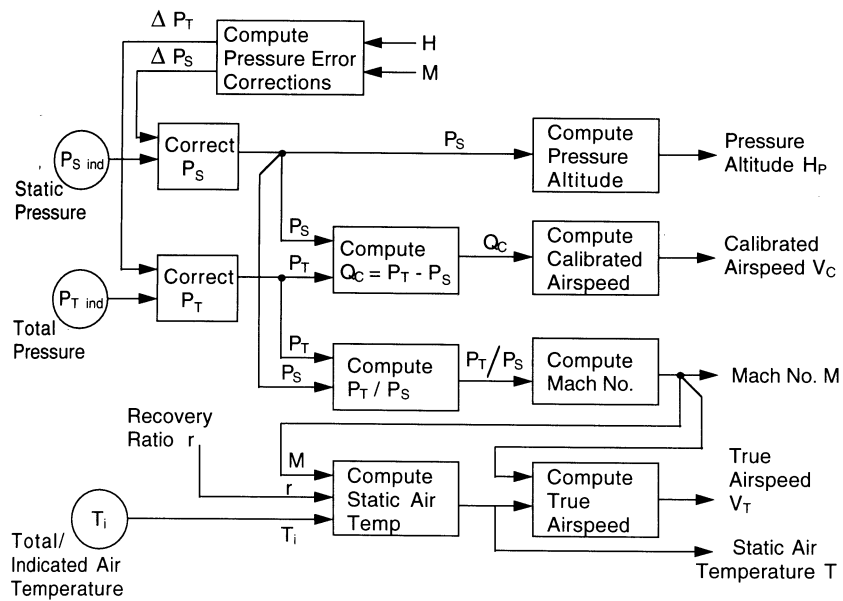 Δ P_T
Δ P_S
Compute
Pressure Error
Corrections
H
M
P_S ind
Static
Pressure
Correct
P_S
P_S
Compute
Pressure
Altitude
Pressure
Altitude H_P
P_S
P_T
Compute
Q_C = P_T - P_S
Q_C
Compute
Calibrated
Airspeed
Calibrated
Airspeed V_C
P_T ind
Total
Pressure
Correct
P_T
P_T
P_S
Compute
P_T / P_S
P_T/P_S
Compute
Mach No.
Mach No. M
Recovery
Ratio r
M
r
T_i
Compute
Static Air
Temp
Compute
True
Airspeed
True
Airspeed
V_T
T_i
Total/
Indicated Air
Temperature
Static Air
Temperature T